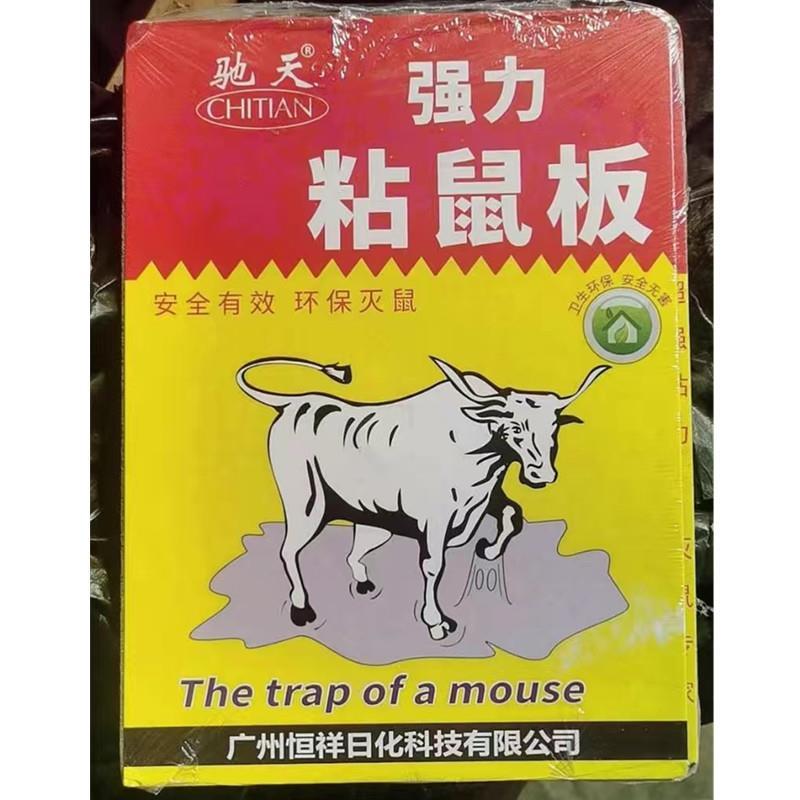 驰天®
CHITIAN
强力
粘鼠板
安全有效 环保灭鼠
卫生环保 安全无害
The trap of a mouse
广州恒祥日化科技有限公司